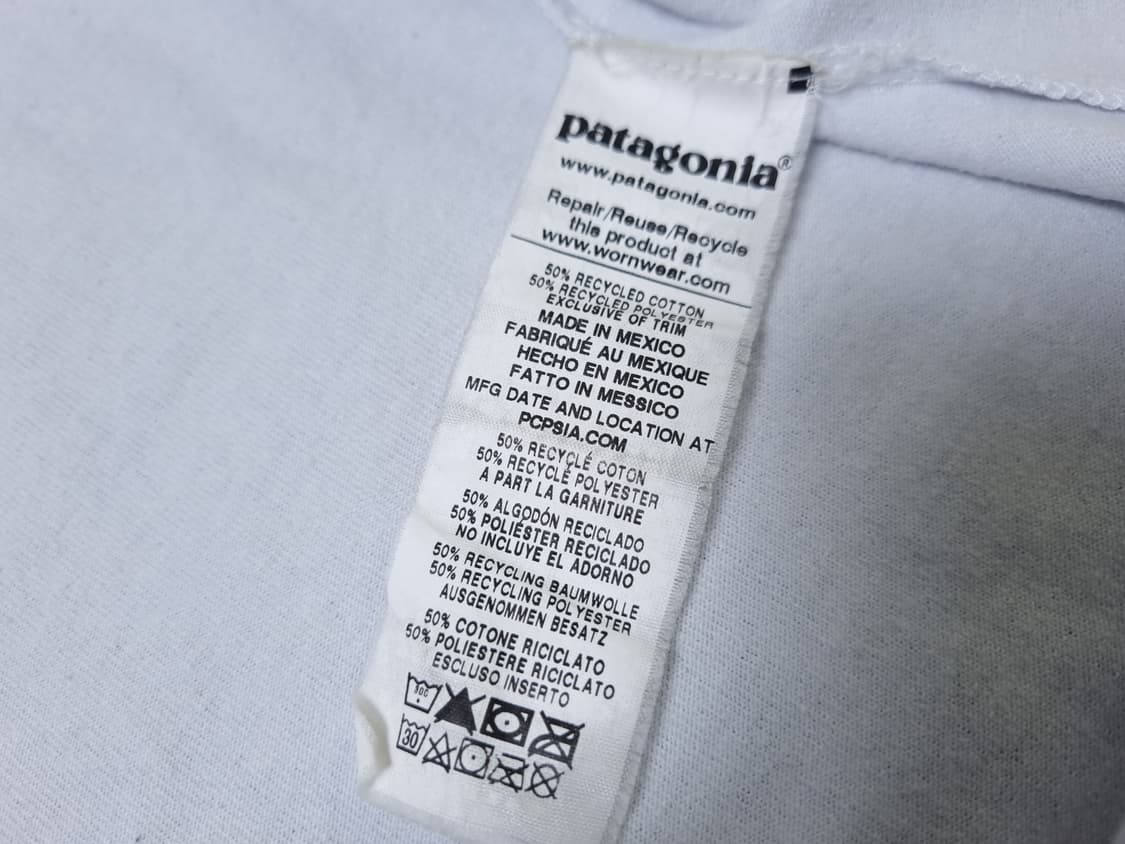 patagonia®
www.patagonia.com
Repair/Reuse/Recycle
this product at
www.wornwear.com
50% RECYCLED COTTON
50% RECYCLED POLYESTER
EXCLUSIVE OF TRIM
MADE IN MEXICO
FABRIQUÉ AU MEXIQUE
HECHO EN MEXICO
FATTO IN MESSICO
MFG DATE AND LOCATION AT
PCPSIA.COM
50% RECYCLÉ COTON
50% RECYCLÉ POLYESTER
À PART LA GARNITURE
50% ALGODÓN RECICLADO
50% POLIÉSTER RECICLADO
NO INCLUYE EL ADORNO
50% RECYCLING BAUMWOLLE
50% RECYCLING POLYESTER
AUSGENOMMEN BESATZ
50% COTONE RICICLATO
50% POLIESTERE RICICLATO
ESCLUSO INSERTO
30C
30